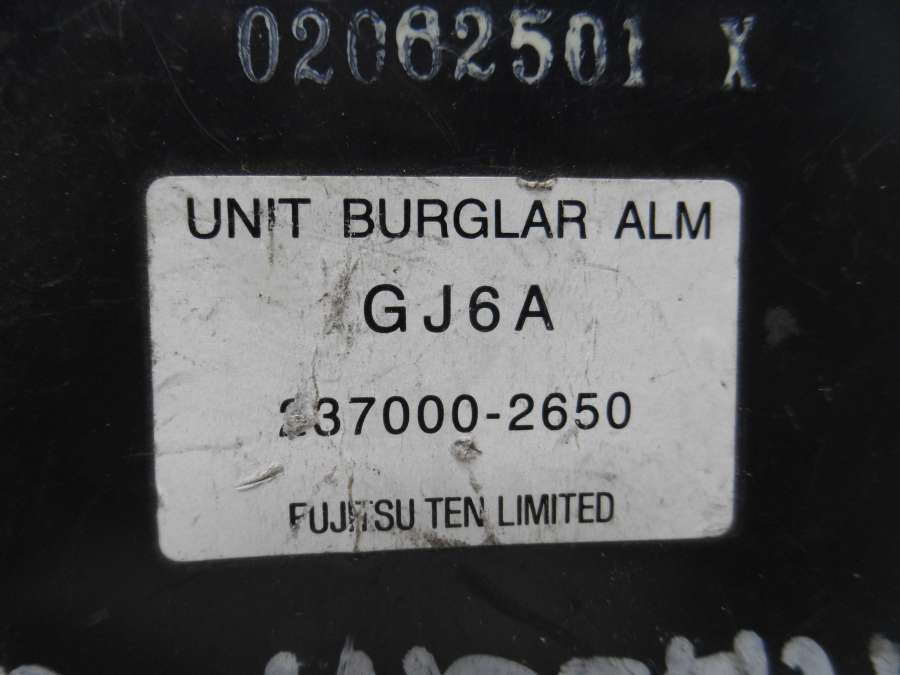 02062501 X
UNIT BURGLAR ALM
GJ6A
237000-2650
FUJITSU TEN LIMITED